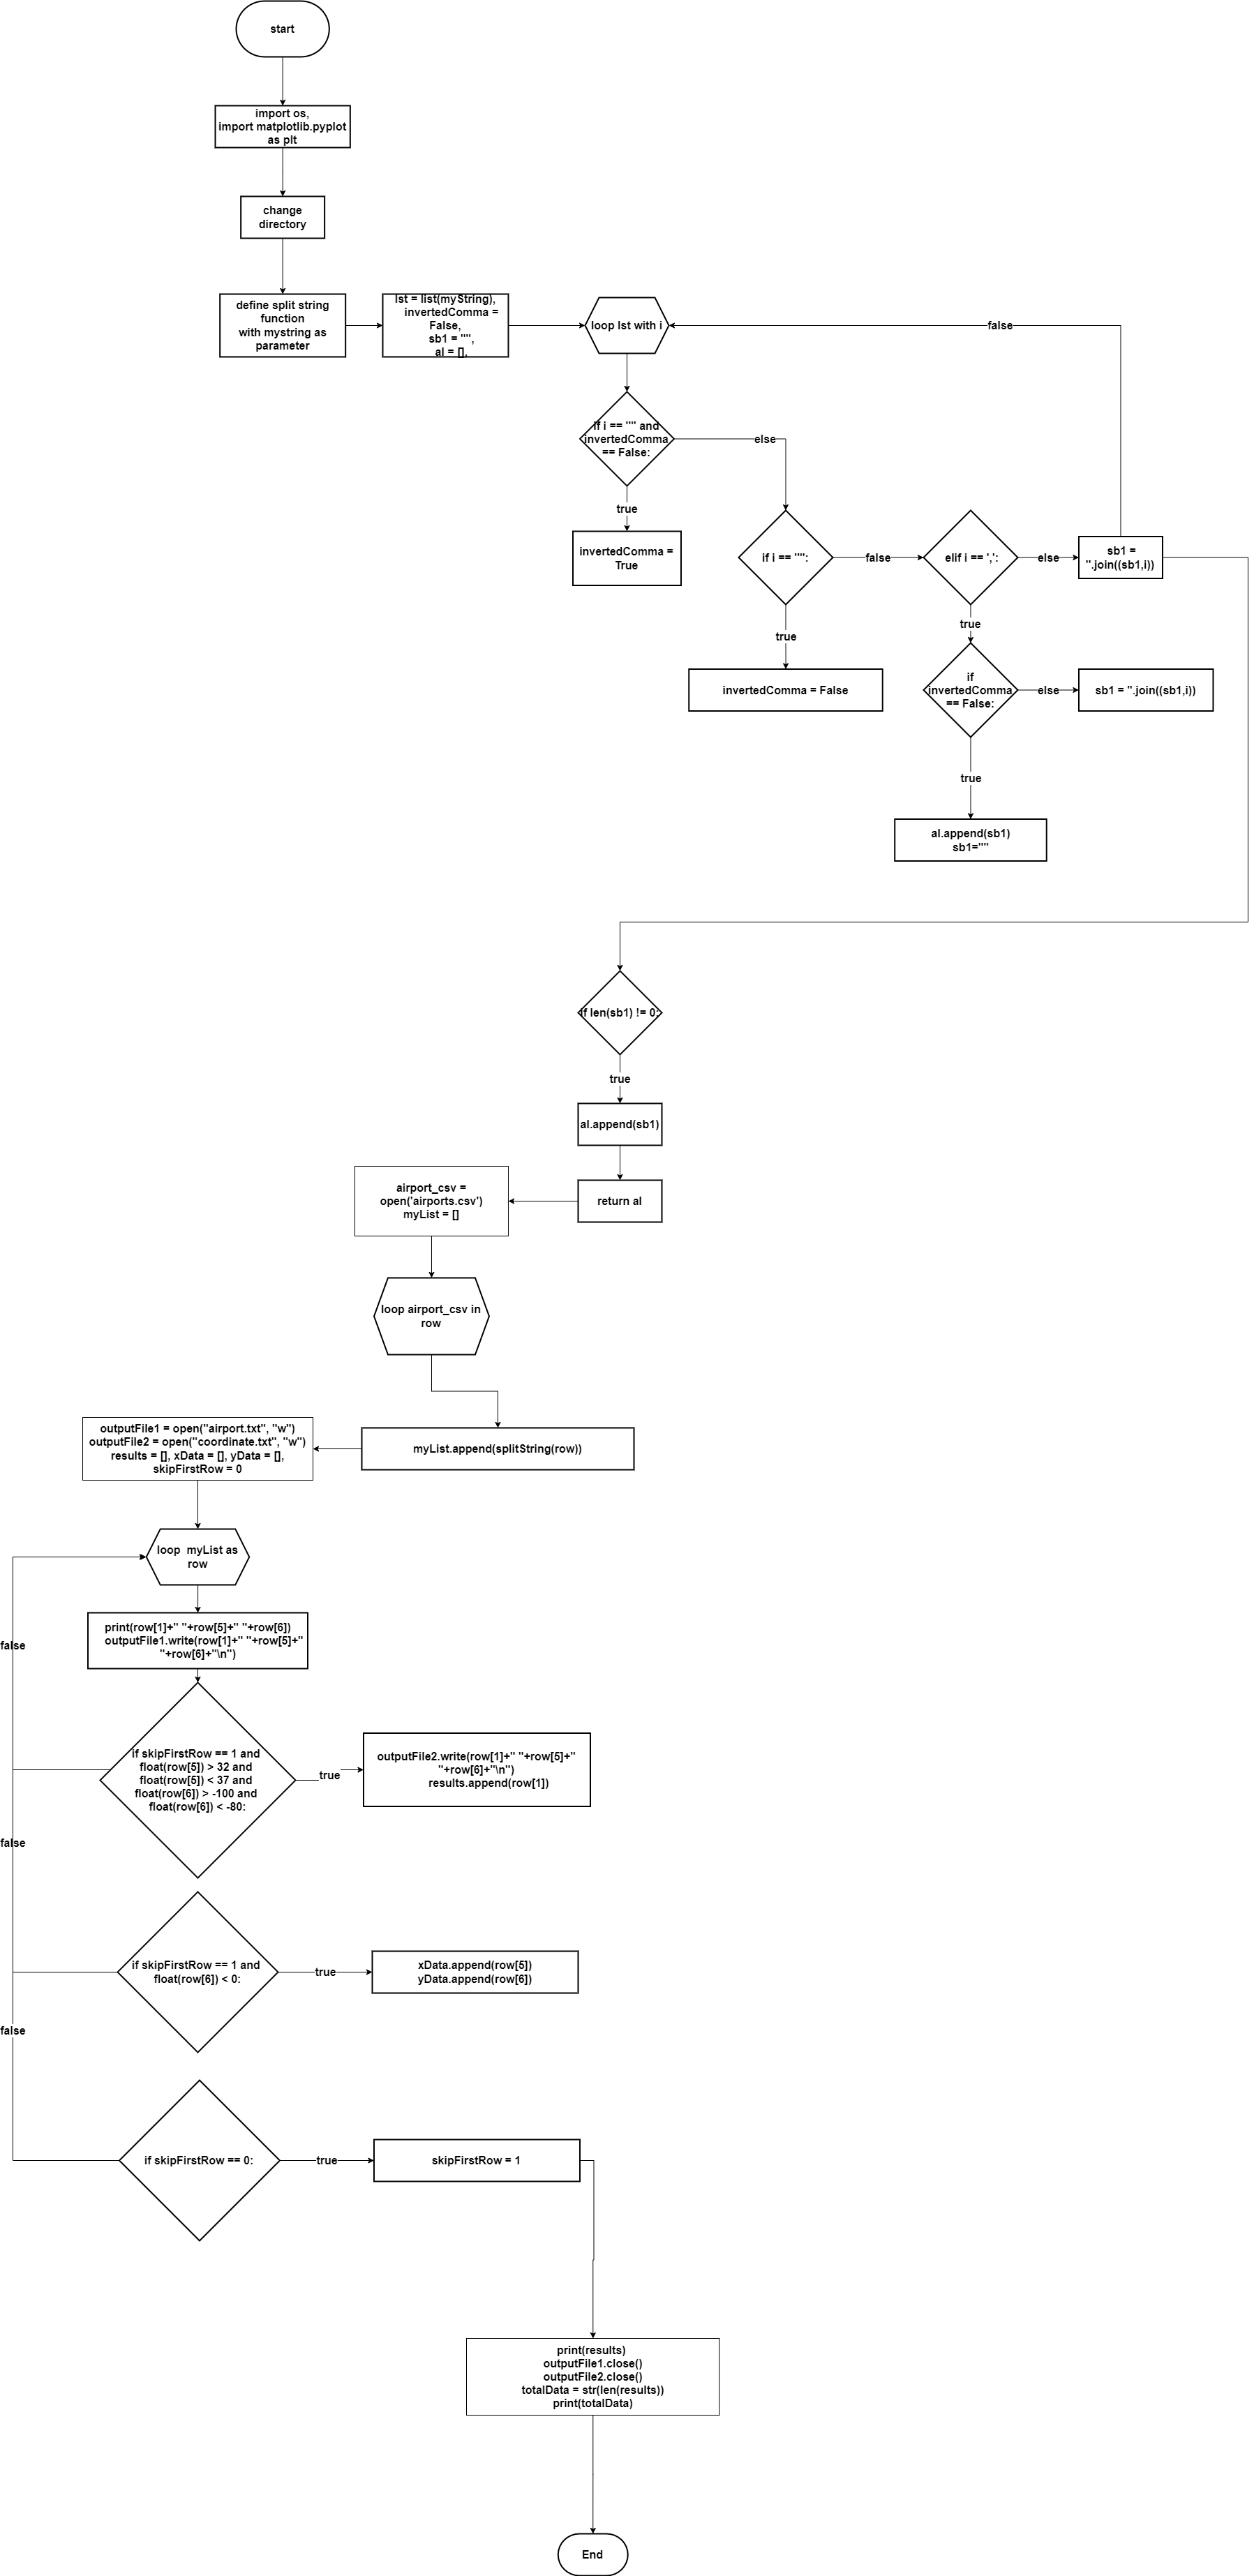 start
import os,
import matplotlib.pyplot
as plt
change
directory
define split string
function
with mystring as
parameter
lst = list(myString),
invertedComma =
False,
sb1 = "",
al = [],
loop lst with i
false
if i == '"' and
invertedComma
== False:
else
true
invertedComma =
True
if i == '"':
false
elif i == ',':
else
sb1 =
''.join((sb1,i))
true
true
invertedComma = False
if
invertedComma
== False:
else
sb1 = ''.join((sb1,i))
true
al.append(sb1)
sb1=""
if len(sb1) != 0:
true
al.append(sb1)
return al
airport_csv =
open('airports.csv')
myList = []
loop airport_csv in
row
myList.append(splitString(row))
outputFile1 = open("airport.txt", "w")
outputFile2 = open("coordinate.txt", "w")
results = [], xData = [], yData = [],
skipFirstRow = 0
loop  myList as
row
print(row[1]+" "+row[5]+" "+row[6])
outputFile1.write(row[1]+" "+row[5]+"
"+row[6]+"\n")
false
if skipFirstRow == 1 and
float(row[5]) > 32 and
float(row[5]) < 37 and
float(row[6]) > -100 and
float(row[6]) < -80:
true
outputFile2.write(row[1]+" "+row[5]+"
"+row[6]+"\n")
results.append(row[1])
false
if skipFirstRow == 1 and
float(row[6]) < 0:
true
xData.append(row[5])
yData.append(row[6])
false
if skipFirstRow == 0:
true
skipFirstRow = 1
print(results)
outputFile1.close()
outputFile2.close()
totalData = str(len(results))
print(totalData)
End